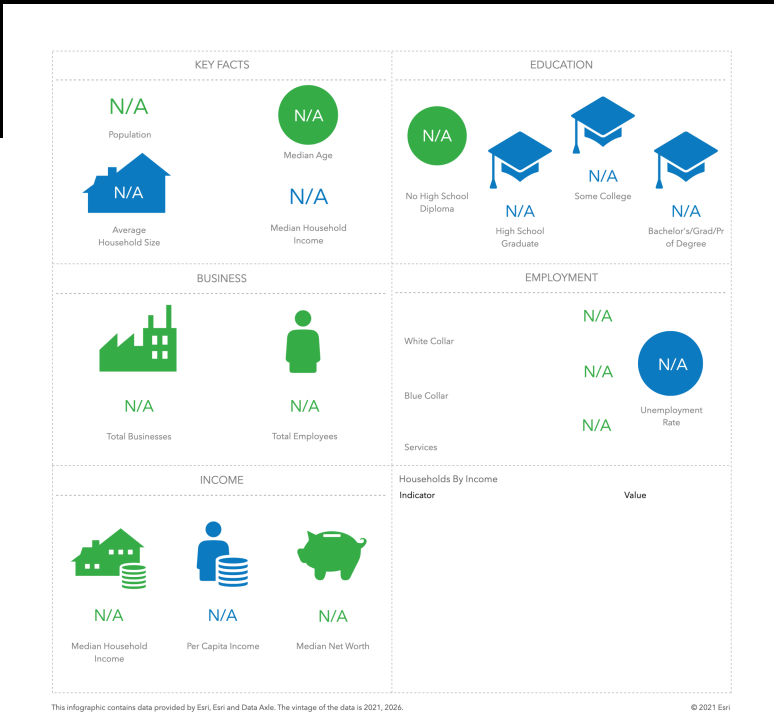 KEY FACTS
N/A
Population
N/A
Median Age
N/A
Average
Household Size
N/A
Median Household
Income
EDUCATION
N/A
No High School
Diploma
N/A
High School
Graduate
N/A
Some College
N/A
Bachelor's/Grad/Pr
of Degree
BUSINESS
N/A
Total Businesses
N/A
Total Employees
EMPLOYMENT
White Collar
N/A
Blue Collar
N/A
Services
N/A
N/A
Unemployment
Rate
INCOME
N/A
Median Household
Income
N/A
Per Capita Income
N/A
Median Net Worth
Households By Income
Indicator Value
This infographic contains data provided by Esri, Esri and Data Axle. The vintage of the data is 2021, 2026.
© 2021 Esri